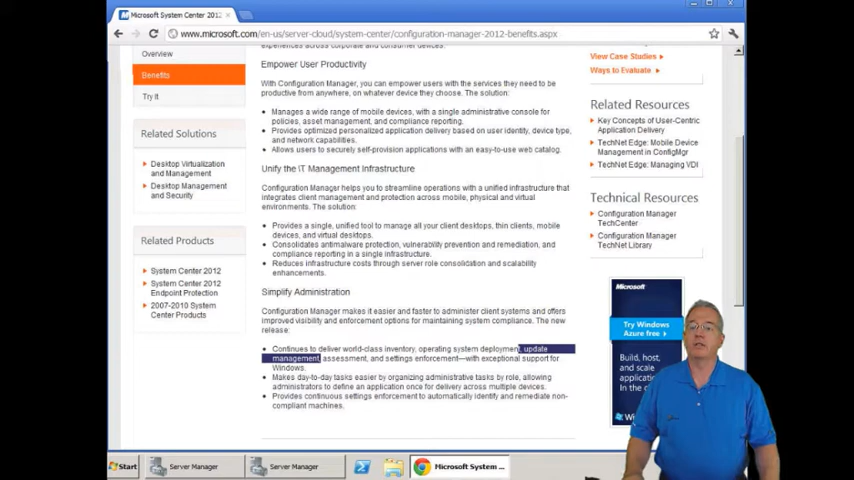 Microsoft System Center 2012
www.microsoft.com/en-us/server-cloud/system-center/configuration-manager-2012-benefits.aspx
Overview
Benefits
Try It
Related Solutions
Desktop Virtualization
and Management
Desktop Management
and Security
Related Products
System Center 2012
System Center 2012
Endpoint Protection
2007-2010 System
Center Products
experiences across corporate and consumer devices.
Empower User Productivity
With Configuration Manager, you can empower users with the services they need to be
productive from anywhere, on whatever device they choose. The solution:
Manages a wide range of mobile devices, with a single administrative console for
policies, asset management, and compliance reporting.
Provides optimized personalized application delivery based on user identity, device type,
and network capabilities.
Allows users to securely self-provision applications with an easy-to-use web catalog.
Unify the IT Management Infrastructure
Configuration Manager helps you to streamline operations with a unified infrastructure that
integrates client management and protection across mobile, physical and virtual
environments. The solution:
Provides a single, unified tool to manage all your client desktops, thin clients, mobile
devices, and virtual desktops.
Consolidates antimalware protection, vulnerability prevention and remediation, and
compliance reporting in a single infrastructure.
Reduces infrastructure costs through server role consolidation and scalability
enhancements.
Simplify Administration
Configuration Manager makes it easier and faster to administer client systems and offers
improved visibility and enforcement options for maintaining system compliance. The new
release:
Continues to deliver world-class inventory, operating system deployment, update
management, assessment, and settings enforcement—with exceptional support for
Windows.
Makes day-to-day tasks easier by organizing administrative tasks by role, allowing
administrators to define an application once for delivery across multiple devices.
Provides continuous settings enforcement to automatically identify and remediate non-
compliant machines.
View Case Studies
Ways to Evaluate
Related Resources
Key Concepts of User-Centric
Application Delivery
TechNet Edge: Mobile Device
Management in ConfigMgr
TechNet Edge: Managing VDI
Technical Resources
Configuration Manager
TechCenter
Configuration Manager
TechNet Library
Microsoft
Try Windows
Azure free
Build, host,
and scale
in the
Start
Server Manager
Server Manager
Microsoft System ...